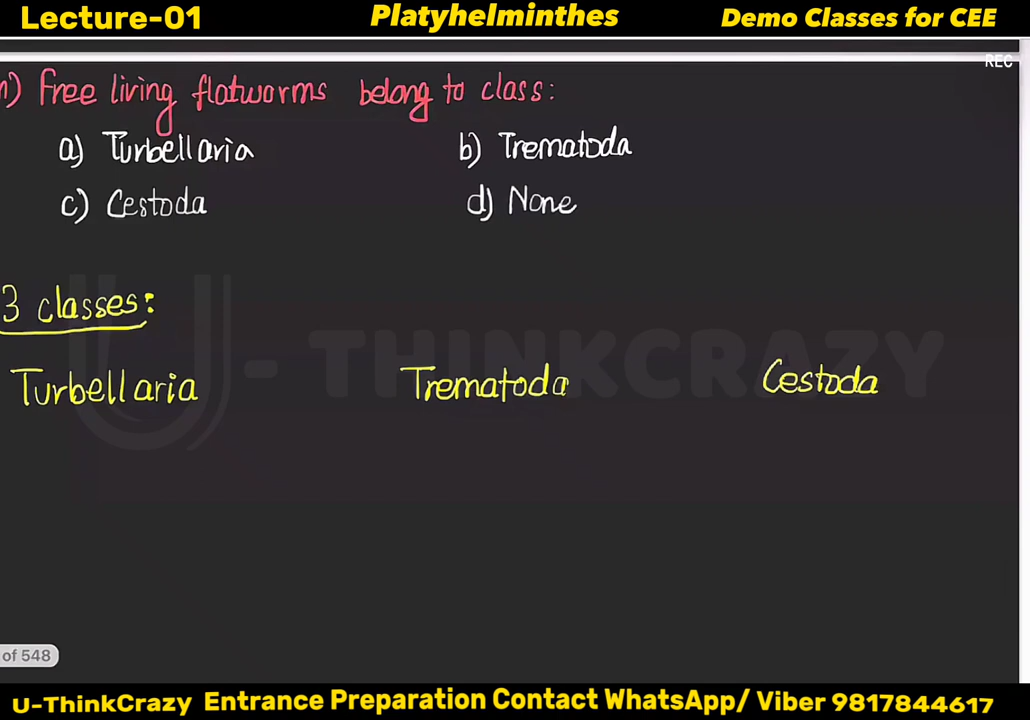 Lecture-01 Platyhelminthes Demo Classes for CEE
REC
n) Free living flatworms belong to class:
a) Turbellaria b) Trematoda
c) Cestoda d) None
3 classes:
U - THINKCRAZY
Turbellaria Trematoda Cestoda
of 548
U-ThinkCrazy Entrance Preparation Contact WhatsApp/ Viber 9817844617